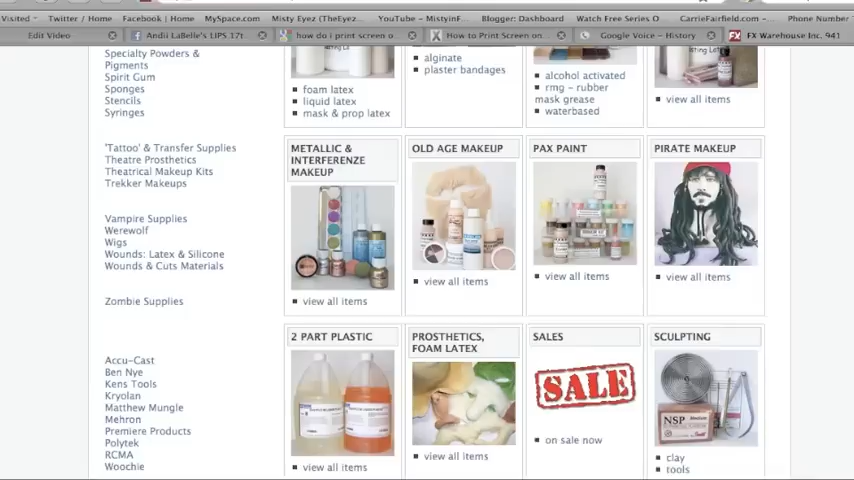 Visited
Twitter / Home
Facebook | Home
MySpace.com
Misty Eyez (TheEyez...
YouTube - MistyinF...
Blogger: Dashboard
Watch Free Series O
CarrieFairfield.com -
Phone Number
Edit Video
Andii LaBelle's LIPS 17t...
how do i print screen o...
How to Print Screen on...
Google Voice - History
FX Warehouse Inc. 941
Specialty Powders &
Pigments
Spirit Gum
Sponges
Stencils
Syringes
'Tattoo' & Transfer Supplies
Theatre Prosthetics
Theatrical Makeup Kits
Trekker Makeups
Vampire Supplies
Werewolf
Wigs
Wounds: Latex & Silicone
Wounds & Cuts Materials
Zombie Supplies
Accu-Cast
Ben Nye
Kens Tools
Kryolan
Matthew Mungle
Mehron
Premiere Products
Polytek
RCMA
Woochie
foam latex
liquid latex
mask & prop latex
alginate
plaster bandages
alcohol activated
rmg - rubber
mask grease
waterbased
view all items
METALLIC &
INTERFERENZE
MAKEUP
view all items
OLD AGE MAKEUP
view all items
PAX PAINT
view all items
PIRATE MAKEUP
view all items
2 PART PLASTIC
view all items
PROSTHETICS,
FOAM LATEX
view all items
SALES
SALE
on sale now
SCULPTING
NSP
clay
tools